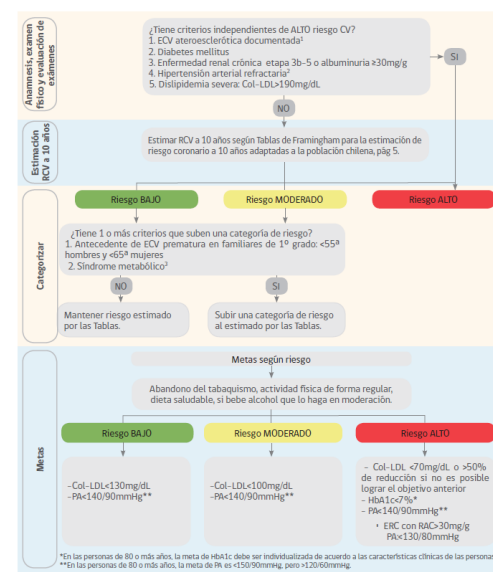 Anamnesis, examen
físico y evaluación de
exámenes
¿Tiene criterios independientes de ALTO riesgo CV?
1. ECV ateroesclerótica documentada¹
2. Diabetes mellitus
3. Enfermedad renal crónica etapa 3b-5 o albuminuria ≥30mg/g
4. Hipertensión arterial refractaria²
5. Dislipidemia severa: Col-LDL>190mg/dL
SI
NO
Estimación
RCV a 10 años
Estimar RCV a 10 años según Tablas de Framingham para la estimación de
riesgo coronario a 10 años adaptadas a la población chilena, pág 5.
Categorizar
Riesgo BAJO
Riesgo MODERADO
Riesgo ALTO
¿Tiene 1 o más criterios que suben una categoría de riesgo?
1. Antecedente de ECV prematura en familiares de 1º grado: <55ª
hombres y <65ª mujeres
2. Síndrome metabólico³
NO
SI
Mantener riesgo estimado
por las Tablas.
Subir una categoría de riesgo
al estimado por las Tablas.
Metas
Metas según riesgo
Abandono del tabaquismo, actividad física de forma regular,
dieta saludable, si bebe alcohol que lo haga en moderación.
Riesgo BAJO
Riesgo MODERADO
Riesgo ALTO
-Col-LDL<130mg/dL
-PA<140/90mmHg**
-Col-LDL<100mg/dL
-PA<140/90mmHg**
- Col-LDL <70mg/dL o >50%
de reducción si no es posible
lograr el objetivo anterior
- HbA1c<7%*
- PA<140/90mmHg**
• ERC con RAC>30mg/g
PA:<130/80mmHg
*En las personas de 80 o más años, la meta de HbA1c debe ser individualizada de acuerdo a las características clínicas de las personas
**En las personas de 80 o más años, la meta de PA es <150/90mmHg, pero >120/60mmHg.